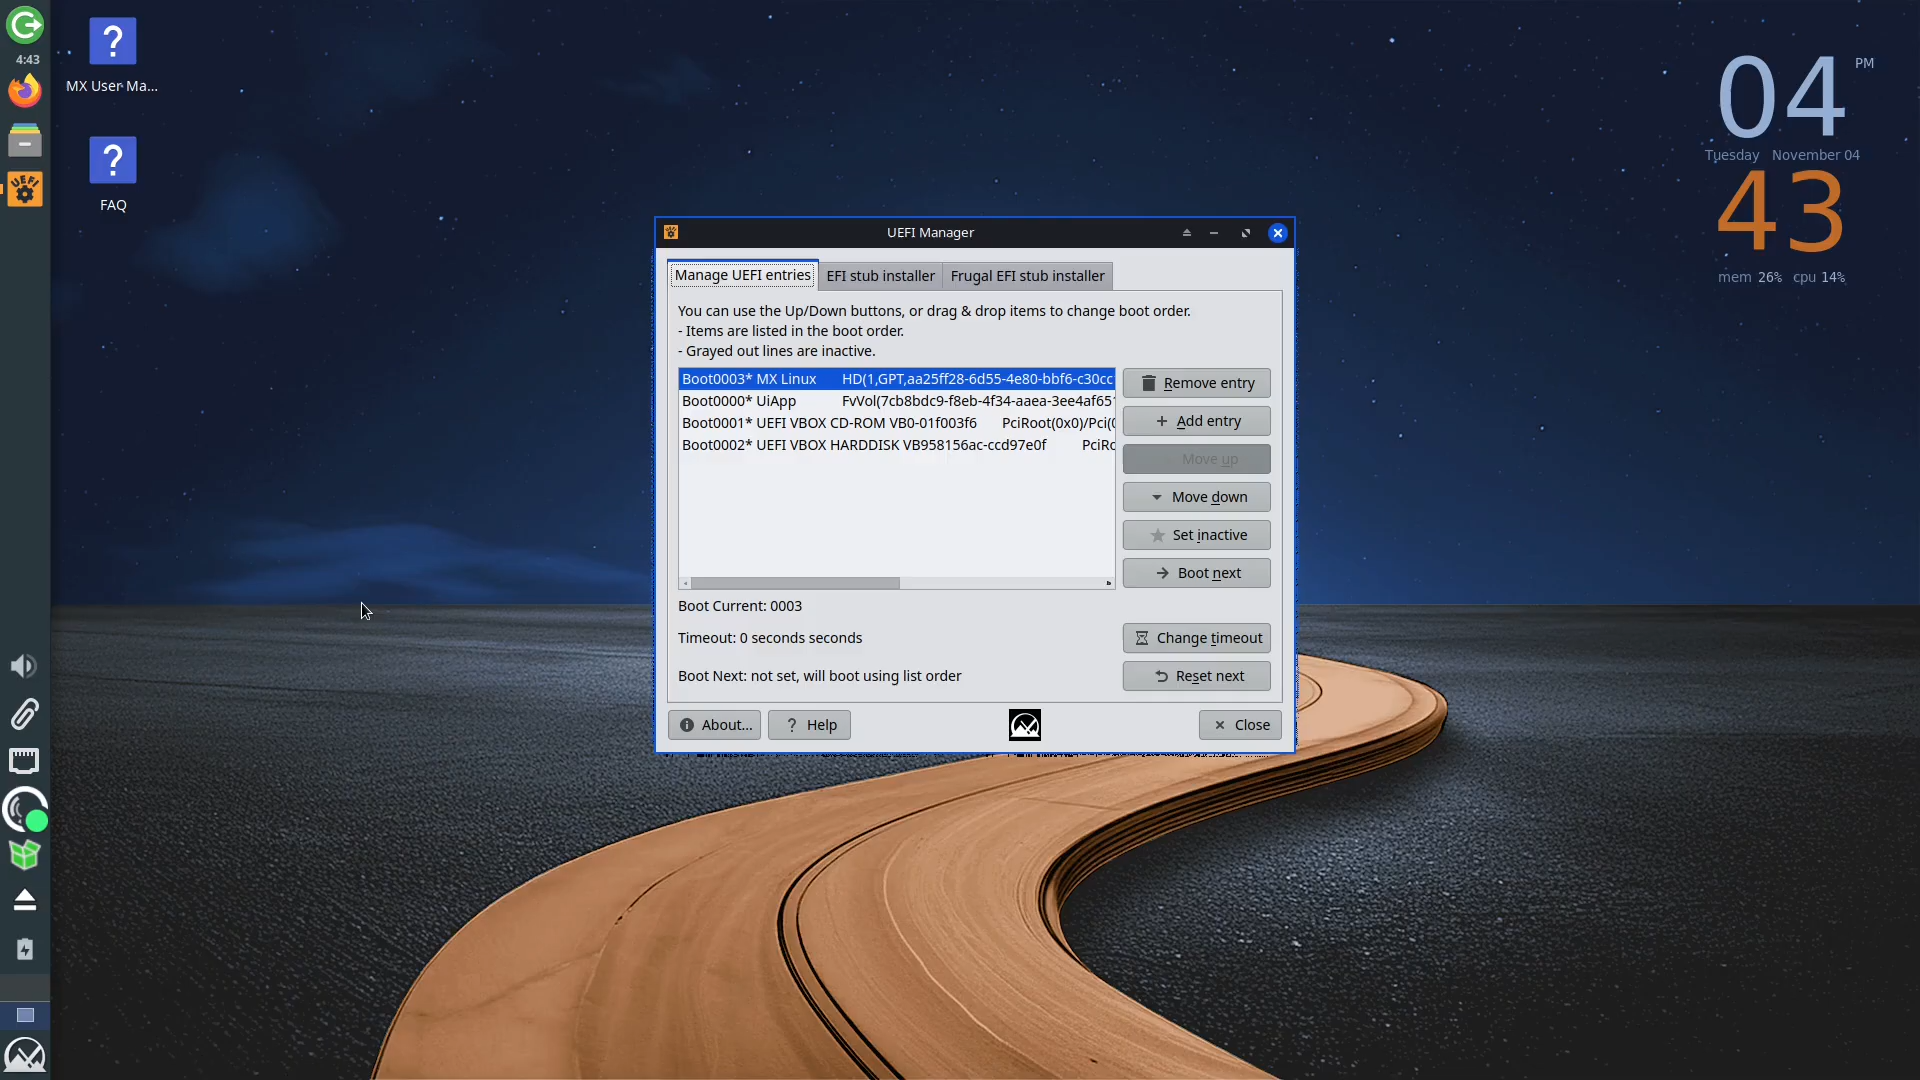 4:43
MX User Ma...
FAQ
04 PM
Tuesday November 04
43
mem 26% cpu 14%
UEFI
UEFI Manager
Manage UEFI entries
EFI stub installer
Frugal EFI stub installer
You can use the Up/Down buttons, or drag & drop items to change boot order.
- Items are listed in the boot order.
- Grayed out lines are inactive.
Boot0003* MX Linux HD(1,GPT,aa25ff28-6d55-4e80-bbf6-c30cc
Boot0000* UiApp FvVol(7cb8bdc9-f8eb-4f34-aaea-3ee4af65
Boot0001* UEFI VBOX CD-ROM VB0-01f003f6 PciRoot(0x0)/Pci(0
Boot0002* UEFI VBOX HARDDISK VB958156ac-ccd97e0f PciRo
Remove entry
Add entry
Move up
Move down
Set inactive
Boot next
Boot Current: 0003
Timeout: 0 seconds seconds
Change timeout
Boot Next: not set, will boot using list order
Reset next
About...
Help
Close